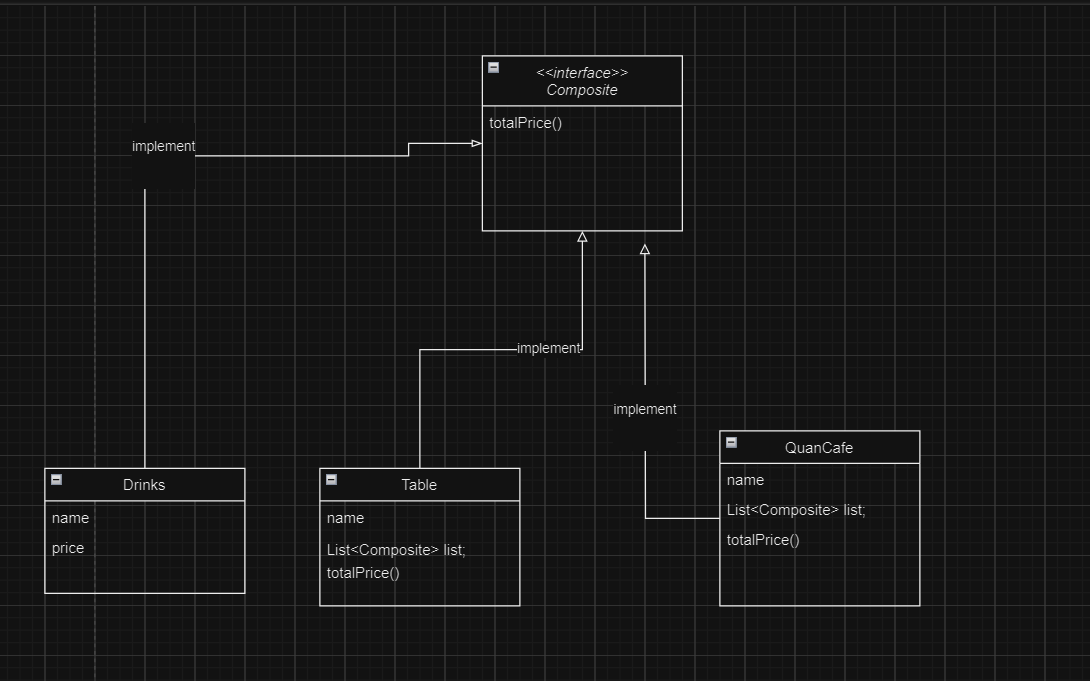 <<interface>>
Composite
totalPrice()
implement
implement
implement
Drinks
name
price
Table
name
List<Composite> list;
totalPrice()
QuanCafe
name
List<Composite> list;
totalPrice()